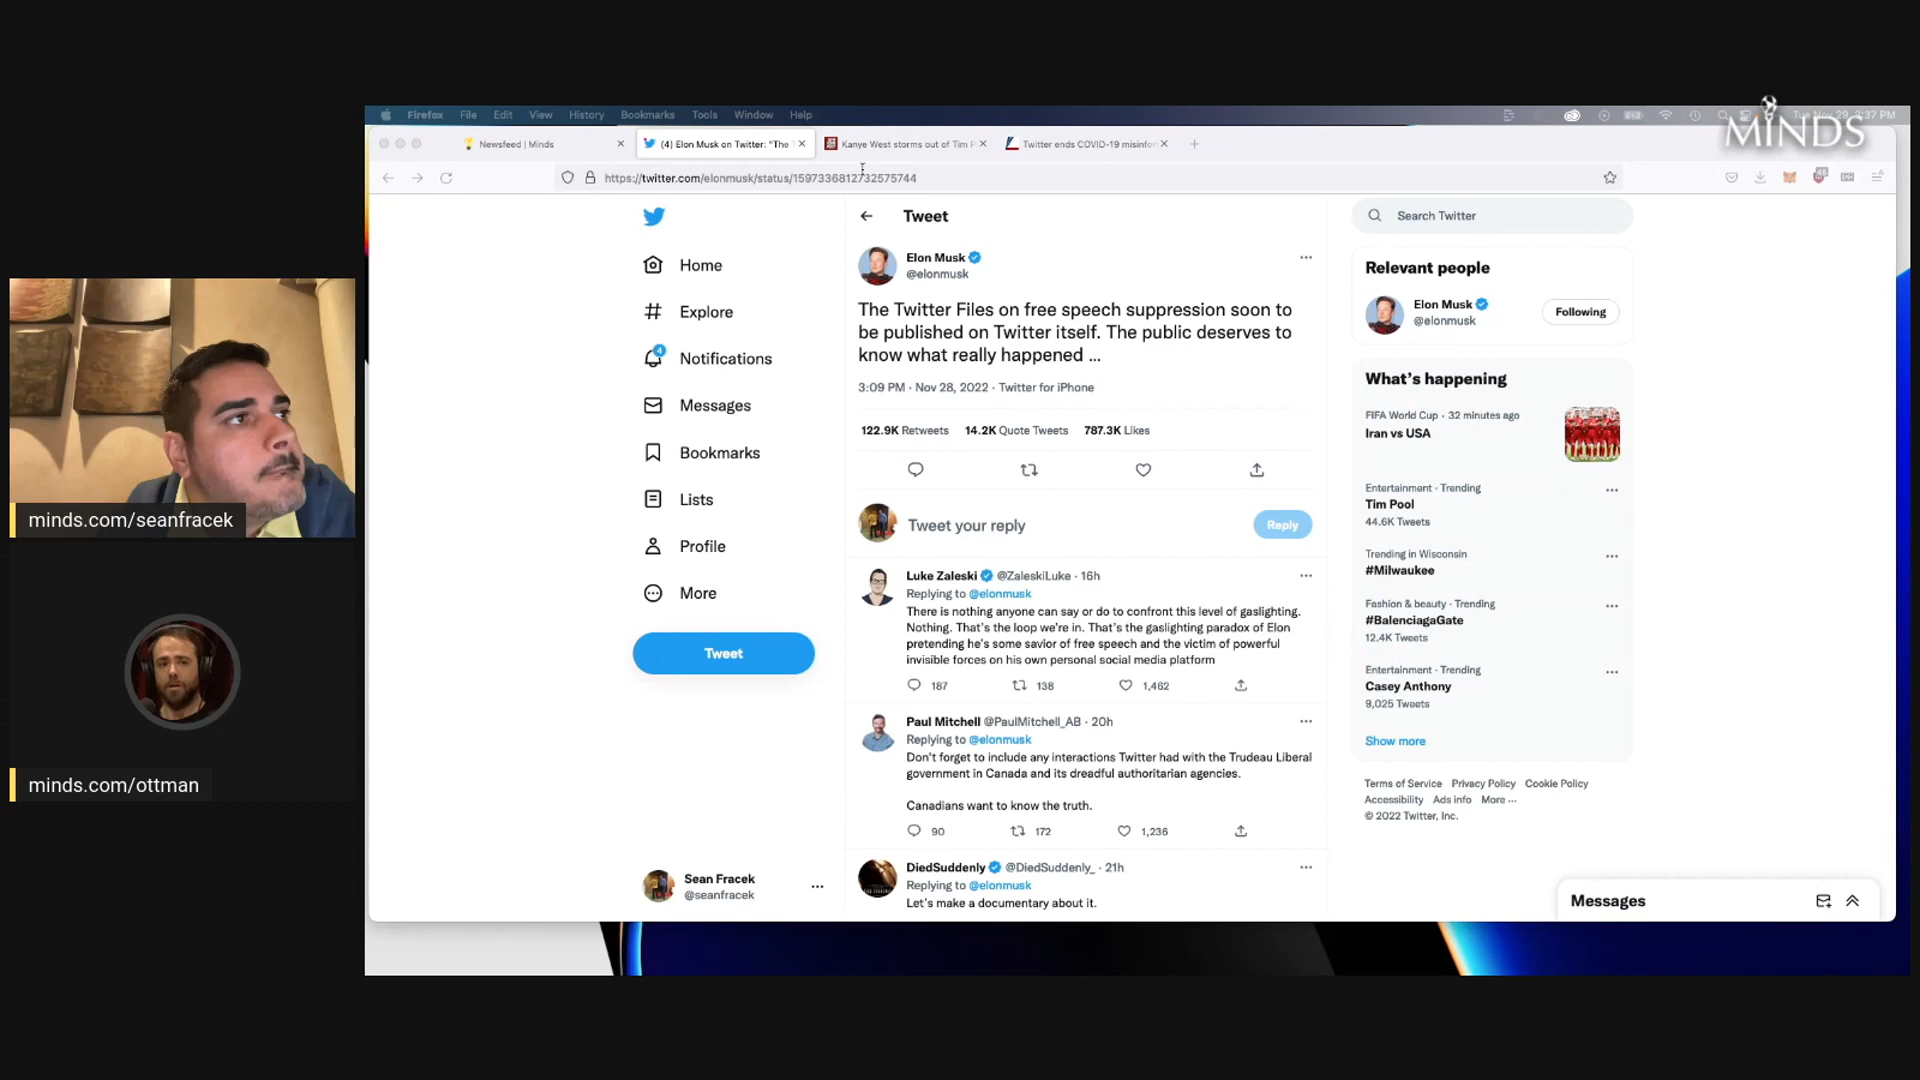 Firefox File Edit View History Bookmarks Tools Window Help
Tue Nov 29 2:37 PM
MINDS
Newsfeed | Minds
(4) Elon Musk on Twitter: "The T
Kanye West storms out of Tim P
Twitter ends COVID-19 misinfor
https://twitter.com/elonmusk/status/1597336812732575744
Home
Explore
4
Notifications
Messages
Bookmarks
Lists
Profile
More
Tweet
Sean Fracek
@seanfracek
Tweet
Elon Musk
@elonmusk
The Twitter Files on free speech suppression soon to
be published on Twitter itself. The public deserves to
know what really happened …
3:09 PM · Nov 28, 2022 · Twitter for iPhone
122.9K Retweets 14.2K Quote Tweets 787.3K Likes
Tweet your reply
Reply
Luke Zaleski @ZaleskiLuke · 16h
Replying to @elonmusk
There is nothing anyone can say or do to confront this level of gaslighting.
Nothing. That's the loop we're in. That's the gaslighting paradox of Elon
pretending he's some savior of free speech and the victim of powerful
invisible forces on his own personal social media platform
187 138 1,462
Paul Mitchell @PaulMitchell_AB · 20h
Replying to @elonmusk
Don't forget to include any interactions Twitter had with the Trudeau Liberal
government in Canada and its dreadful authoritarian agencies.
Canadians want to know the truth.
90 172 1,236
DiedSuddenly @DiedSuddenly_ · 21h
Replying to @elonmusk
Let's make a documentary about it.
Search Twitter
Relevant people
Elon Musk
@elonmusk
Following
What's happening
FIFA World Cup · 32 minutes ago
Iran vs USA
Entertainment · Trending
Tim Pool
44.6K Tweets
Trending in Wisconsin
#Milwaukee
Fashion & beauty · Trending
#BalenciagaGate
12.4K Tweets
Entertainment · Trending
Casey Anthony
9,025 Tweets
Show more
Terms of Service Privacy Policy Cookie Policy
Accessibility Ads info More ···
© 2022 Twitter, Inc.
Messages
minds.com/seanfracek
minds.com/ottman